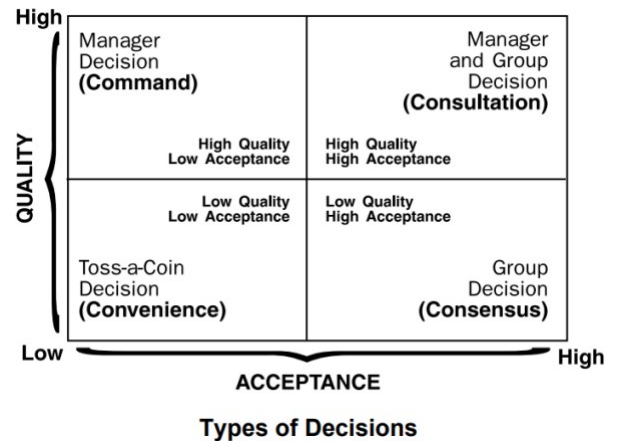 High
Manager
Decision
(Command)
Manager
and Group
Decision
(Consultation)
High Quality
Low Acceptance
High Quality
High Acceptance
QUALITY
Low Quality
Low Acceptance
Low Quality
High Acceptance
Toss-a-Coin
Decision
(Convenience)
Group
Decision
(Consensus)
Low
High
ACCEPTANCE
Types of Decisions